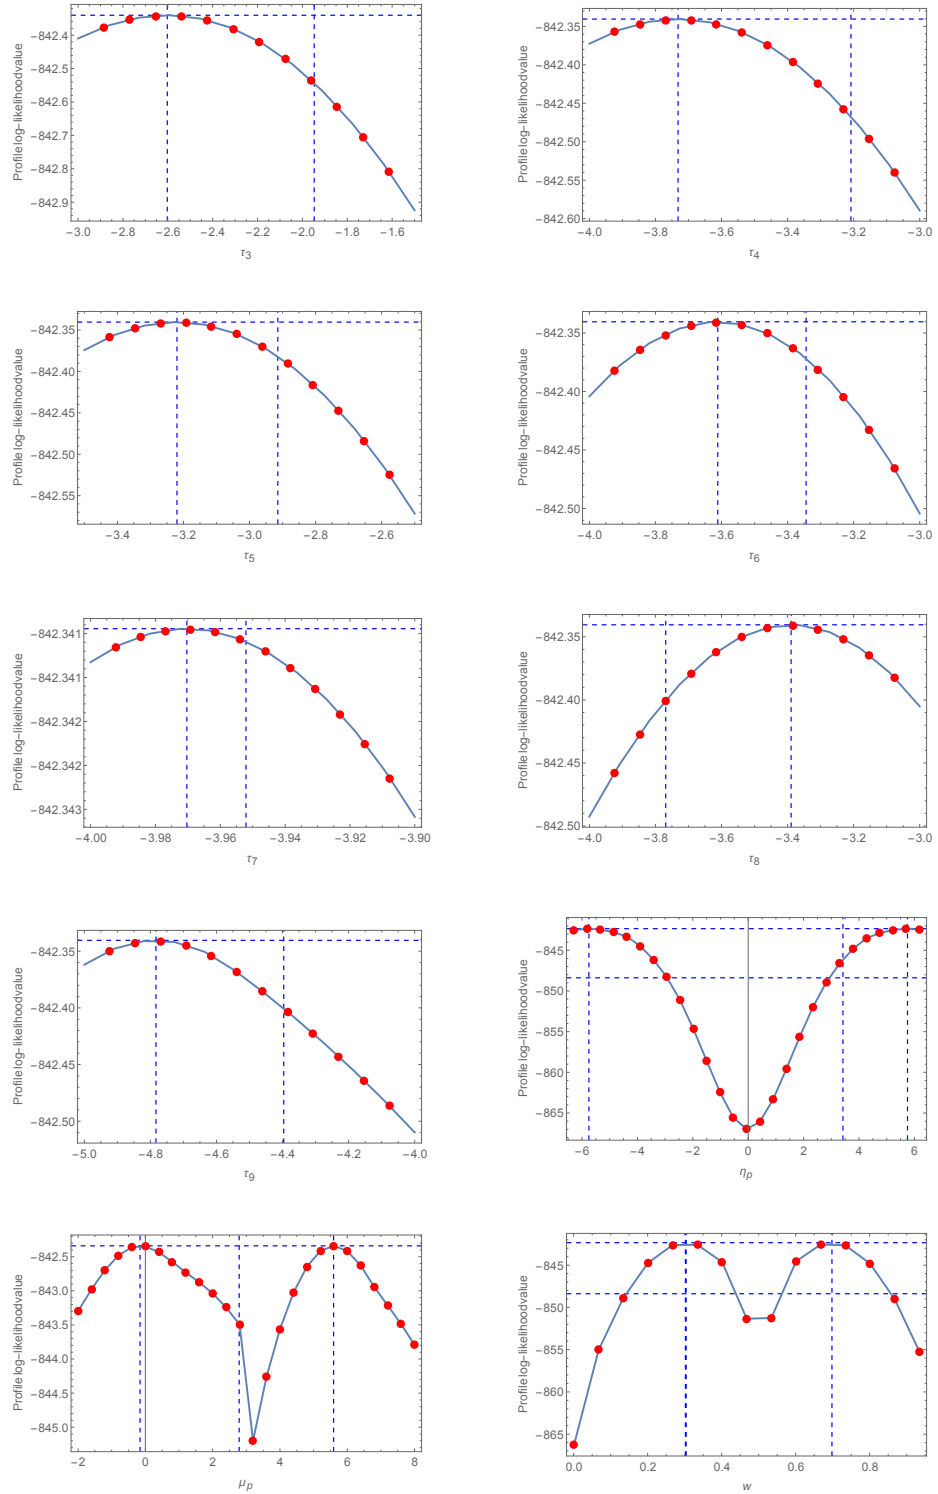 Profile log-likelihoodvalue
−842.4
−842.5
−842.6
−842.7
−842.8
−842.9
−3.0 −2.8 −2.6 −2.4 −2.2 −2.0 −1.8 −1.6
τ3
Profile log-likelihoodvalue
−842.35
−842.40
−842.45
−842.50
−842.55
−842.60
−4.0 −3.8 −3.6 −3.4 −3.2 −3.0
τ4
Profile log-likelihoodvalue
−842.35
−842.40
−842.45
−842.50
−842.55
−3.4 −3.2 −3.0 −2.8 −2.6
τ5
Profile log-likelihoodvalue
−842.35
−842.40
−842.45
−842.50
−4.0 −3.8 −3.6 −3.4 −3.2 −3.0
τ6
Profile log-likelihoodvalue
−842.341
−842.341
−842.342
−842.342
−842.343
−4.00 −3.98 −3.96 −3.94 −3.92 −3.90
τ7
Profile log-likelihoodvalue
−842.35
−842.40
−842.45
−842.50
−4.0 −3.8 −3.6 −3.4 −3.2 −3.0
τ8
Profile log-likelihoodvalue
−842.35
−842.40
−842.45
−842.50
−5.0 −4.8 −4.6 −4.4 −4.2 −4.0
τ9
Profile log-likelihoodvalue
−845
−850
−855
−860
−865
−6 −4 −2 0 2 4 6
ηp
Profile log-likelihoodvalue
−842.5
−843.0
−843.5
−844.0
−844.5
−845.0
−2 0 2 4 6 8
μp
Profile log-likelihoodvalue
−845
−850
−855
−860
−865
0.0 0.2 0.4 0.6 0.8
w